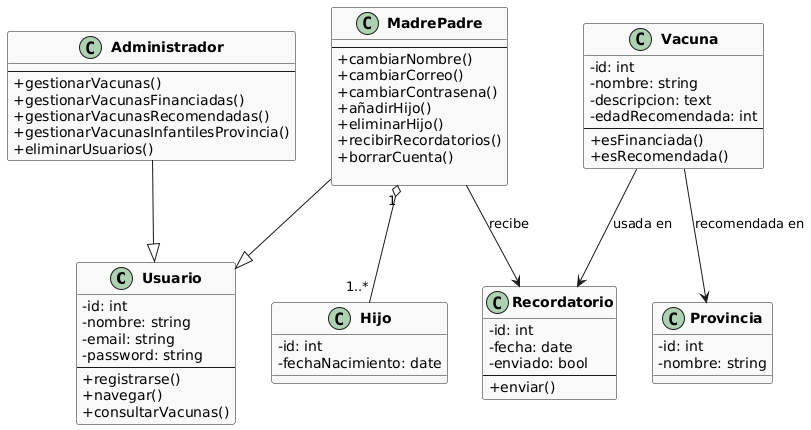 C Administrador
+gestionarVacunas()
+gestionarVacunasFinanciadas()
+gestionarVacunasRecomendadas()
+gestionarVacunasInfantilesProvincia()
+eliminarUsuarios()
C MadrePadre
+cambiarNombre()
+cambiarCorreo()
+cambiarContrasena()
+añadirHijo()
+eliminarHijo()
+recibirRecordatorios()
+borrarCuenta()
C Vacuna
-id: int
-nombre: string
-descripcion: text
-edadRecomendada: int
+esFinanciada()
+esRecomendada()
1
recibe
usada en
recomendada en
1..*
C Usuario
-id: int
-nombre: string
-email: string
-password: string
+registrarse()
+navegar()
+consultarVacunas()
C Hijo
-id: int
-fechaNacimiento: date
C Recordatorio
-id: int
-fecha: date
-enviado: bool
+enviar()
C Provincia
-id: int
-nombre: string